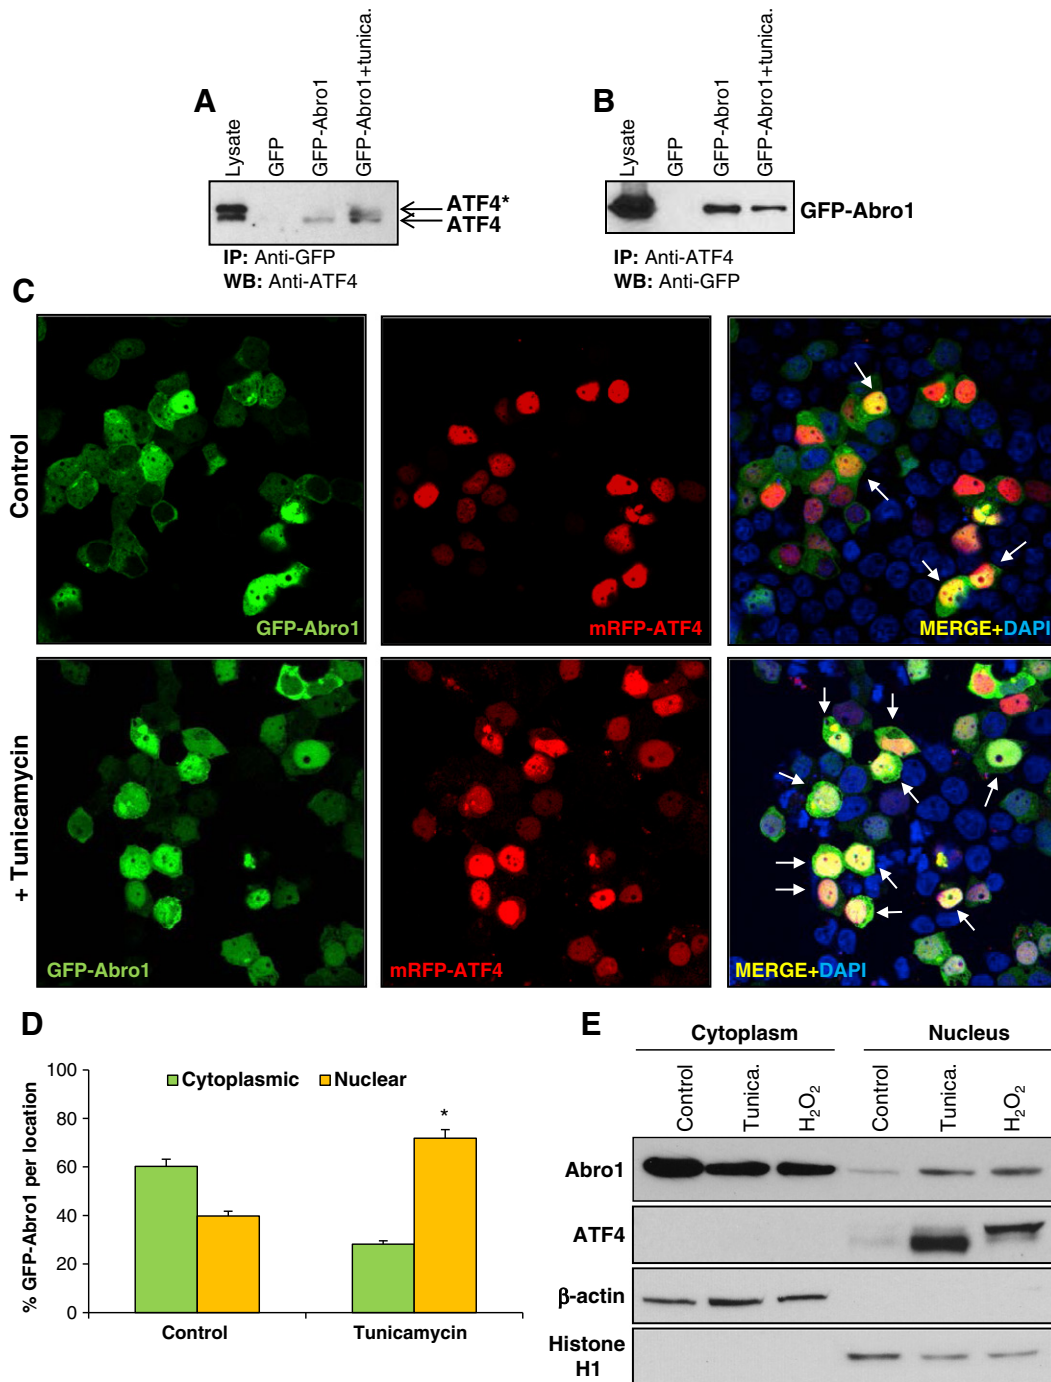 A
Lysate
GFP
GFP-Abro1
GFP-Abro1+tunica.
ATF4*
ATF4
IP: Anti-GFP
WB: Anti-ATF4
B
Lysate
GFP
GFP-Abro1
GFP-Abro1+tunica.
GFP-Abro1
IP: Anti-ATF4
WB: Anti-GFP
C
Control
GFP-Abro1
mRFP-ATF4
MERGE+DAPI
+ Tunicamycin
GFP-Abro1
mRFP-ATF4
MERGE+DAPI
D
% GFP-Abro1 per location
100
80
60
40
20
0
Cytoplasmic
Nuclear
*
Control
Tunicamycin
E
Cytoplasm
Nucleus
Control
Tunica.
H₂O₂
Control
Tunica.
H₂O₂
Abro1
ATF4
β-actin
Histone
H1